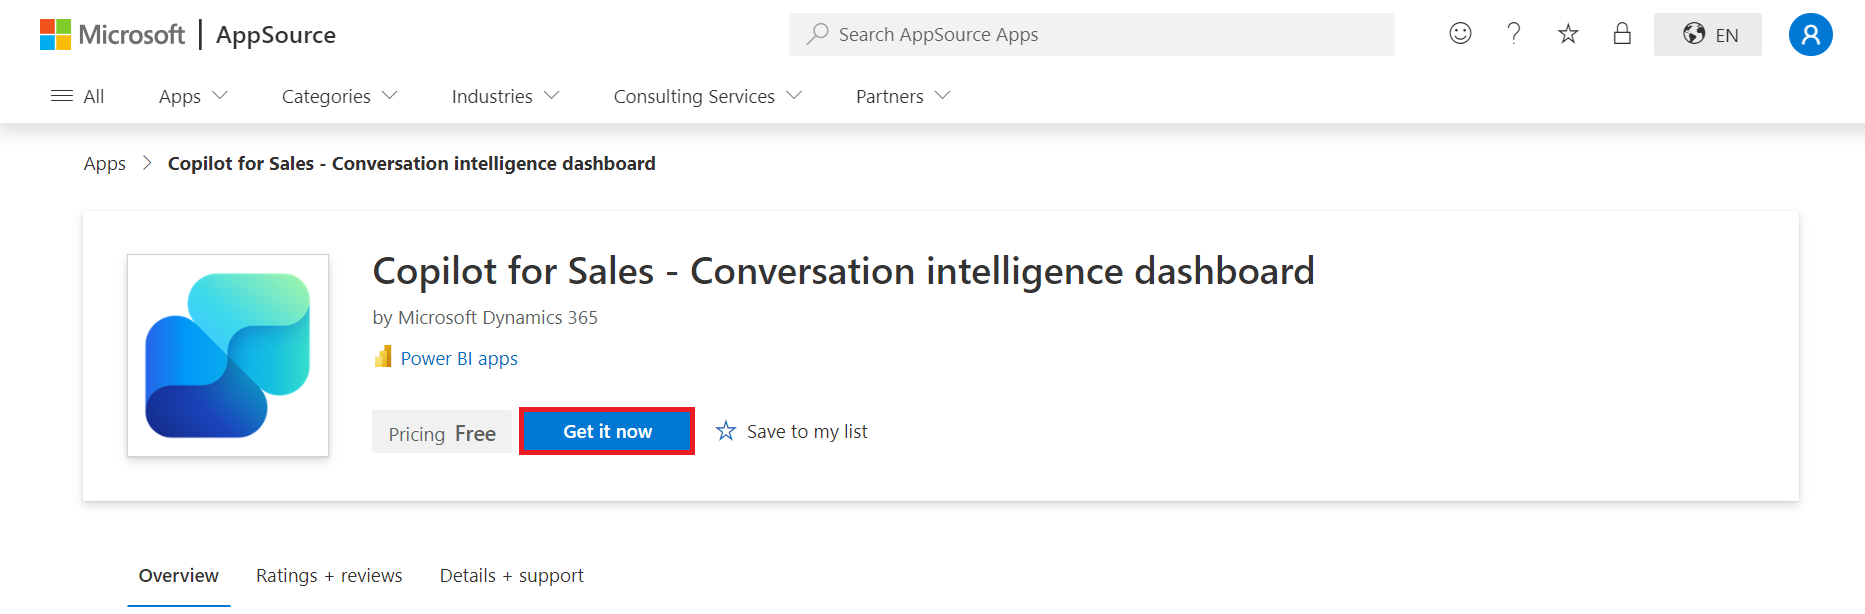 Microsoft | AppSource
Search AppSource Apps
EN
All Apps Categories Industries Consulting Services Partners
Apps > Copilot for Sales - Conversation intelligence dashboard
Copilot for Sales - Conversation intelligence dashboard
by Microsoft Dynamics 365
Power BI apps
Pricing Free Get it now Save to my list
Overview Ratings + reviews Details + support